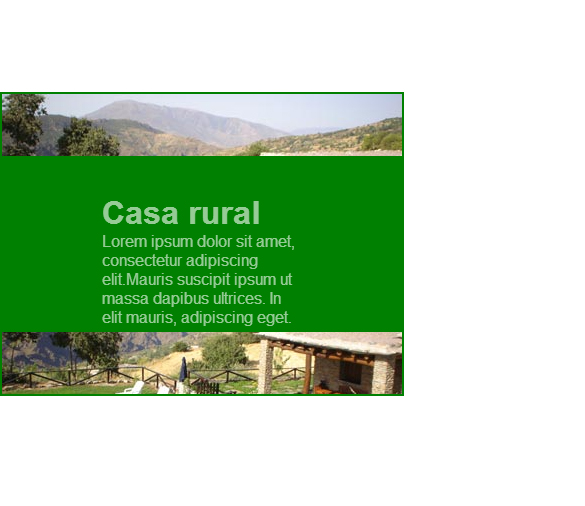 Casa rural
Lorem ipsum dolor sit amet,
consectetur adipiscing
elit.Mauris suscipit ipsum ut
massa dapibus ultrices. In
elit mauris, adipiscing eget.